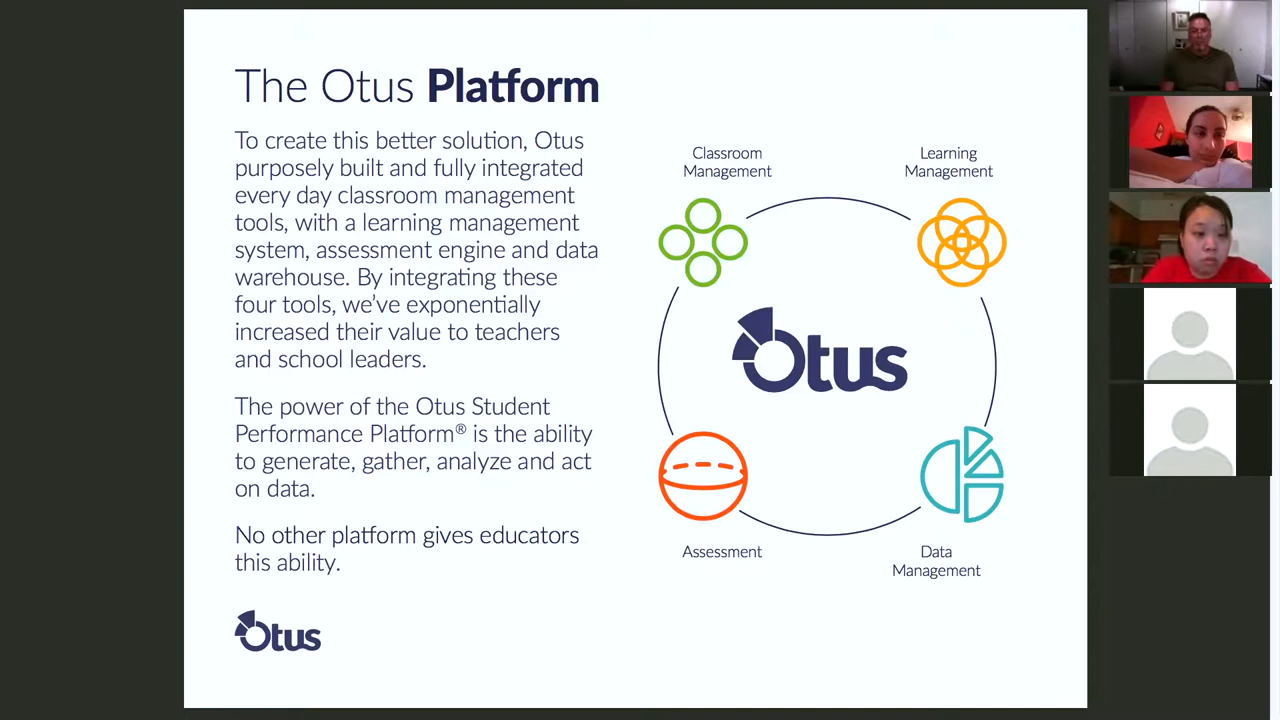 The Otus Platform
To create this better solution, Otus
purposely built and fully integrated
every day classroom management
tools, with a learning management
system, assessment engine and data
warehouse. By integrating these
four tools, we’ve exponentially
increased their value to teachers
and school leaders.
The power of the Otus Student
Performance Platform® is the ability
to generate, gather, analyze and act
on data.
No other platform gives educators
this ability.
Otus
Classroom
Management
Learning
Management
Otus
Assessment
Data
Management